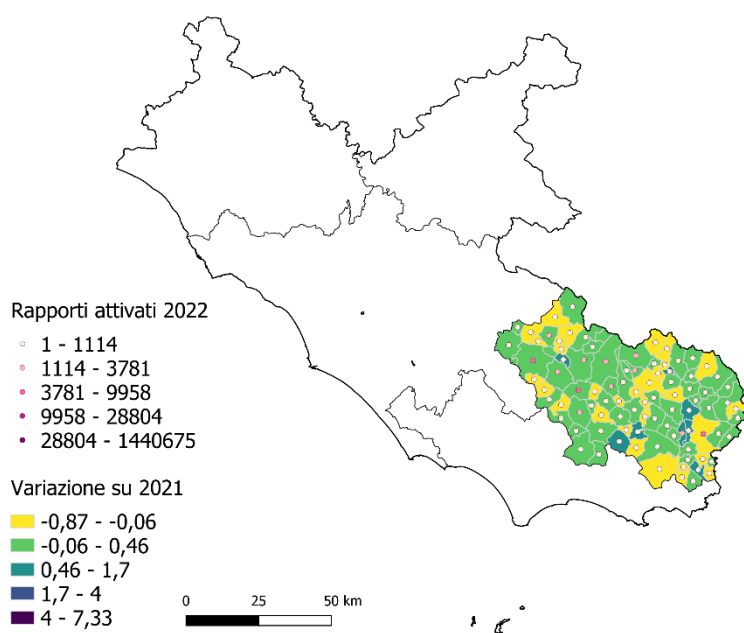 Rapporti attivati 2022
1 - 1114
1114 - 3781
3781 - 9958
9958 - 28804
28804 - 1440675
Variazione su 2021
-0,87 - -0,06
-0,06 - 0,46
0,46 - 1,7
1,7 - 4
4 - 7,33
0 25 50 km